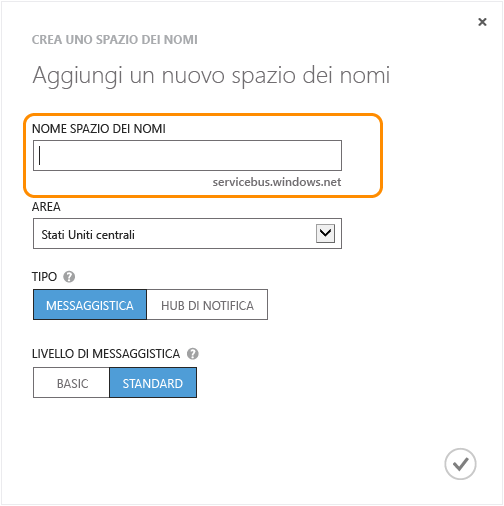 CREA UNO SPAZIO DEI NOMI
Aggiungi un nuovo spazio dei nomi
NOME SPAZIO DEI NOMI
servicebus.windows.net
AREA
Stati Uniti centrali
TIPO ?
MESSAGGISTICA HUB DI NOTIFICA
LIVELLO DI MESSAGGISTICA ?
BASIC STANDARD